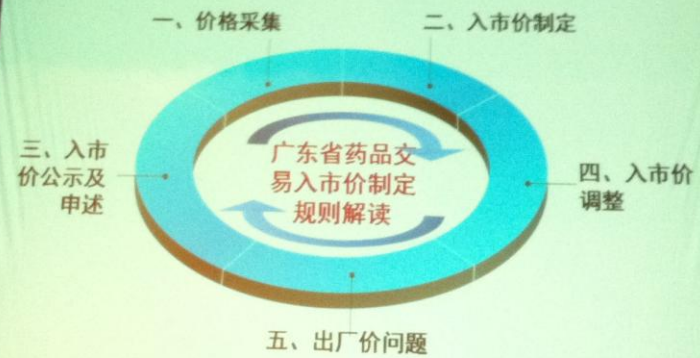 一、价格采集
二、入市价制定
三、入市
价公示及
申述
广东省药品交
易入市价制定
规则解读
四、入市价
调整
五、出厂价问题